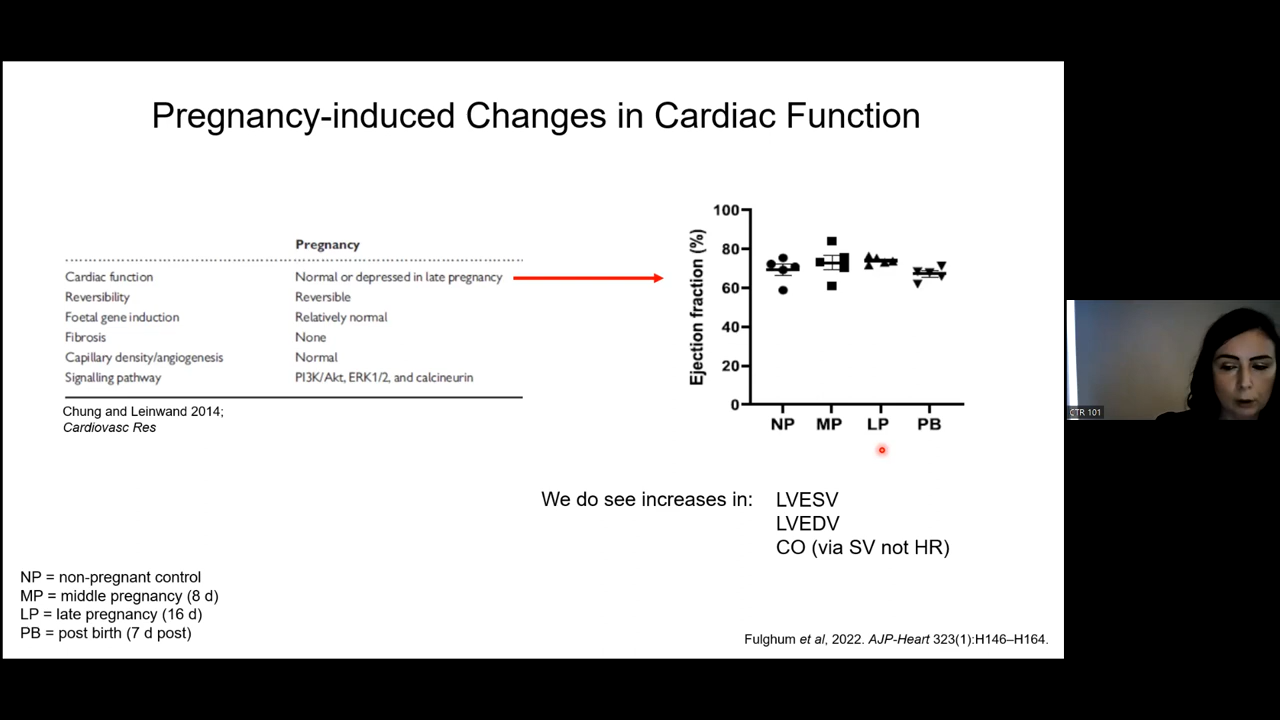 Pregnancy-induced Changes in Cardiac Function
Pregnancy
Cardiac function Normal or depressed in late pregnancy
Reversibility Reversible
Foetal gene induction Relatively normal
Fibrosis None
Capillary density/angiogenesis Normal
Signalling pathway PI3K/Akt, ERK1/2, and calcineurin
Chung and Leinwand 2014;
Cardiovasc Res
Ejection fraction (%)
100
80
60
40
20
0
NP MP LP PB
We do see increases in: LVESV
LVEDV
CO (via SV not HR)
NP = non-pregnant control
MP = middle pregnancy (8 d)
LP = late pregnancy (16 d)
PB = post birth (7 d post)
Fulghum et al, 2022. AJP-Heart 323(1):H146–H164.
CTR 101